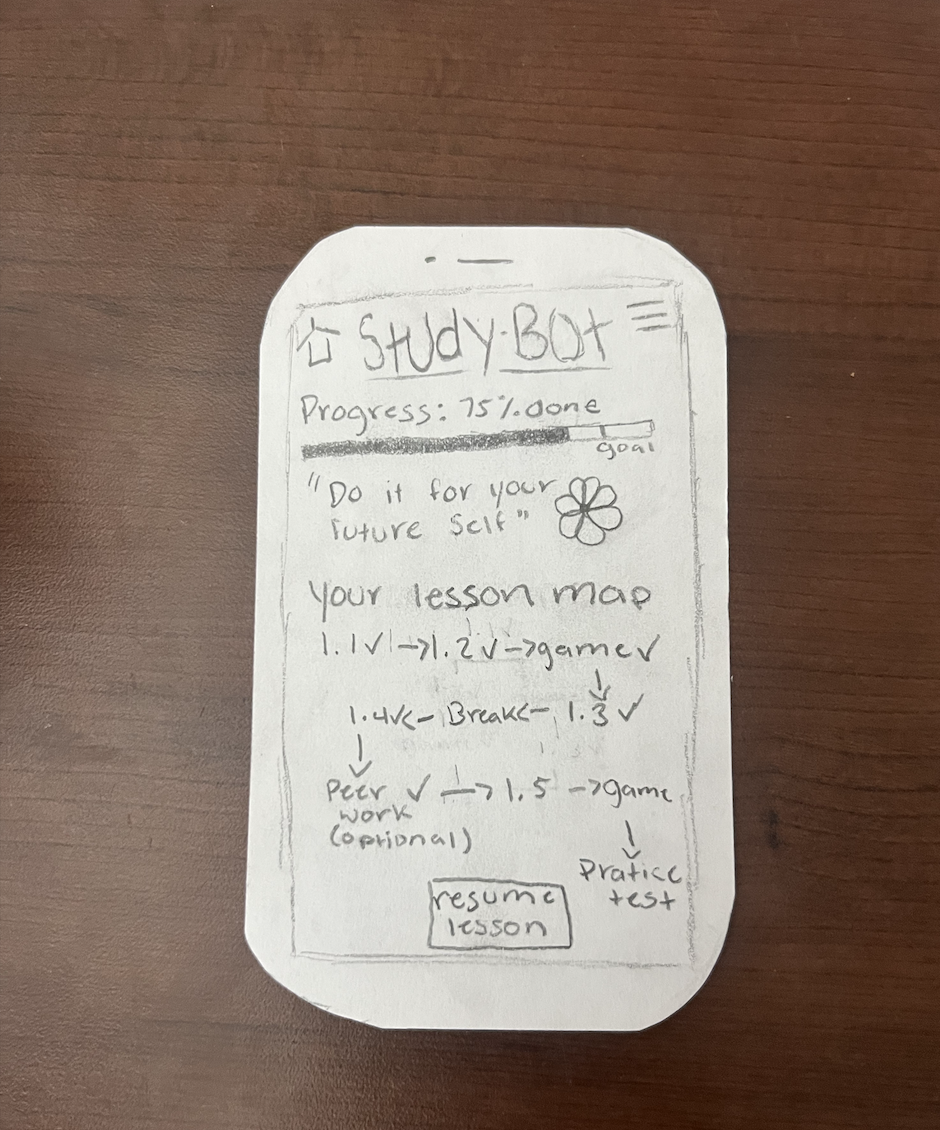 Study-Bot
Progress: 75% done
goal
"Do it for your
future self"
Your lesson map
1.1✓ → 1.2✓ → game✓
1.4✓ ← Break ← 1.3✓
Peer ✓ → 1.5 → game
work
(optional)
Pratice
test
resume
lesson